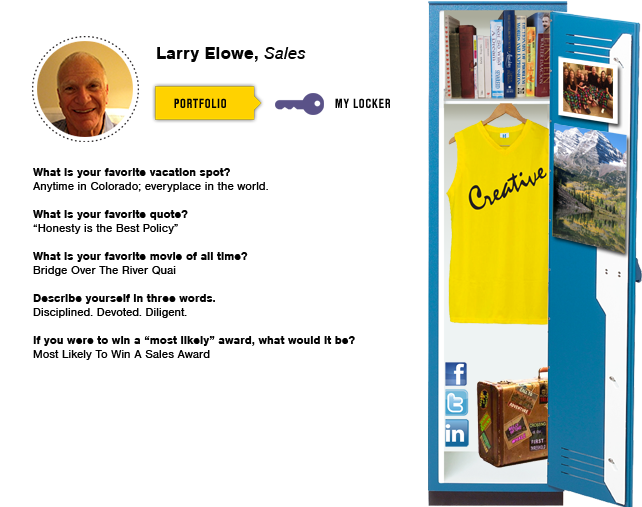 Larry Elowe, Sales
PORTFOLIO
MY LOCKER
What is your favorite vacation spot?
Anytime in Colorado; everyplace in the world.
What is your favorite quote?
“Honesty is the Best Policy”
What is your favorite movie of all time?
Bridge Over The River Quai
Describe yourself in three words.
Disciplined. Devoted. Diligent.
If you were to win a “most likely” award, what would it be?
Most Likely To Win A Sales Award
Creative
f
t
in
ADVENTURE